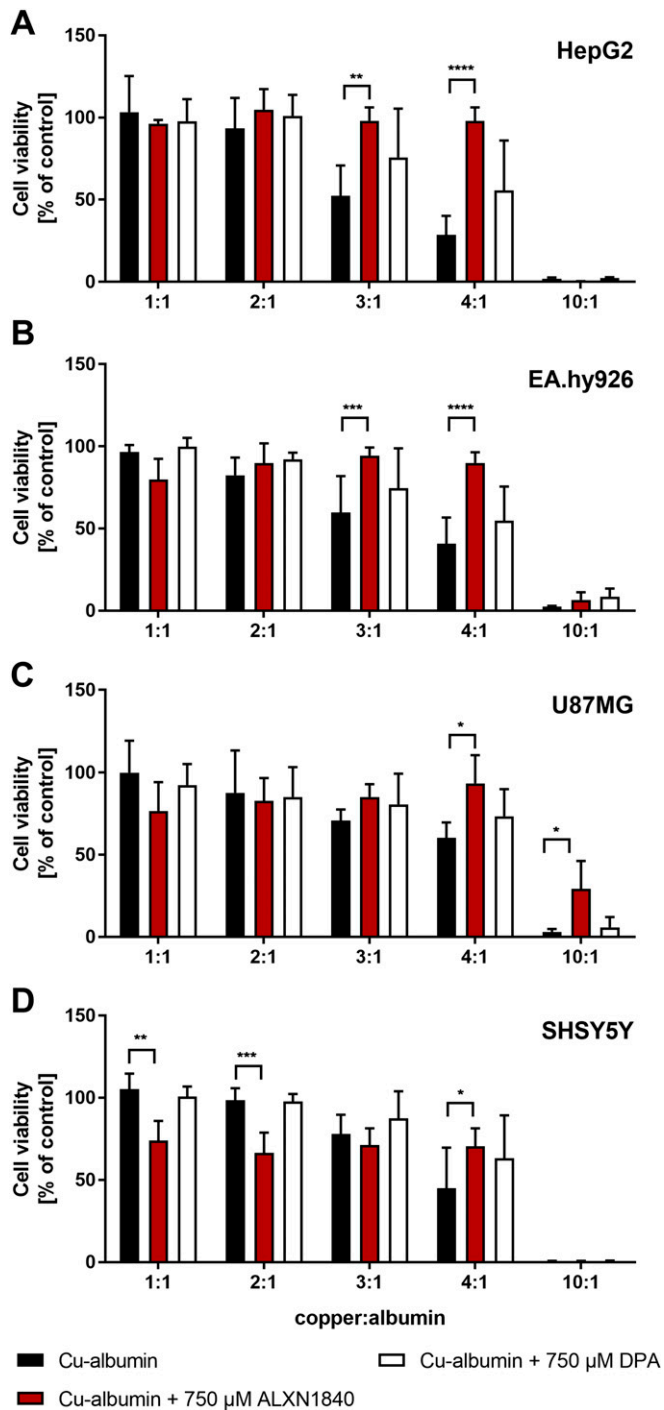 A
HepG2
Cell viability
[% of control]
150
100
50
0
** ****
1:1 2:1 3:1 4:1 10:1
B
EA.hy926
Cell viability
[% of control]
150
100
50
0
*** ****
1:1 2:1 3:1 4:1 10:1
C
U87MG
Cell viability
[% of control]
150
100
50
0
* *
1:1 2:1 3:1 4:1 10:1
D
SHSY5Y
Cell viability
[% of control]
150
100
50
0
** *** *
1:1 2:1 3:1 4:1 10:1
copper:albumin
Cu-albumin
Cu-albumin + 750 µM DPA
Cu-albumin + 750 µM ALXN1840